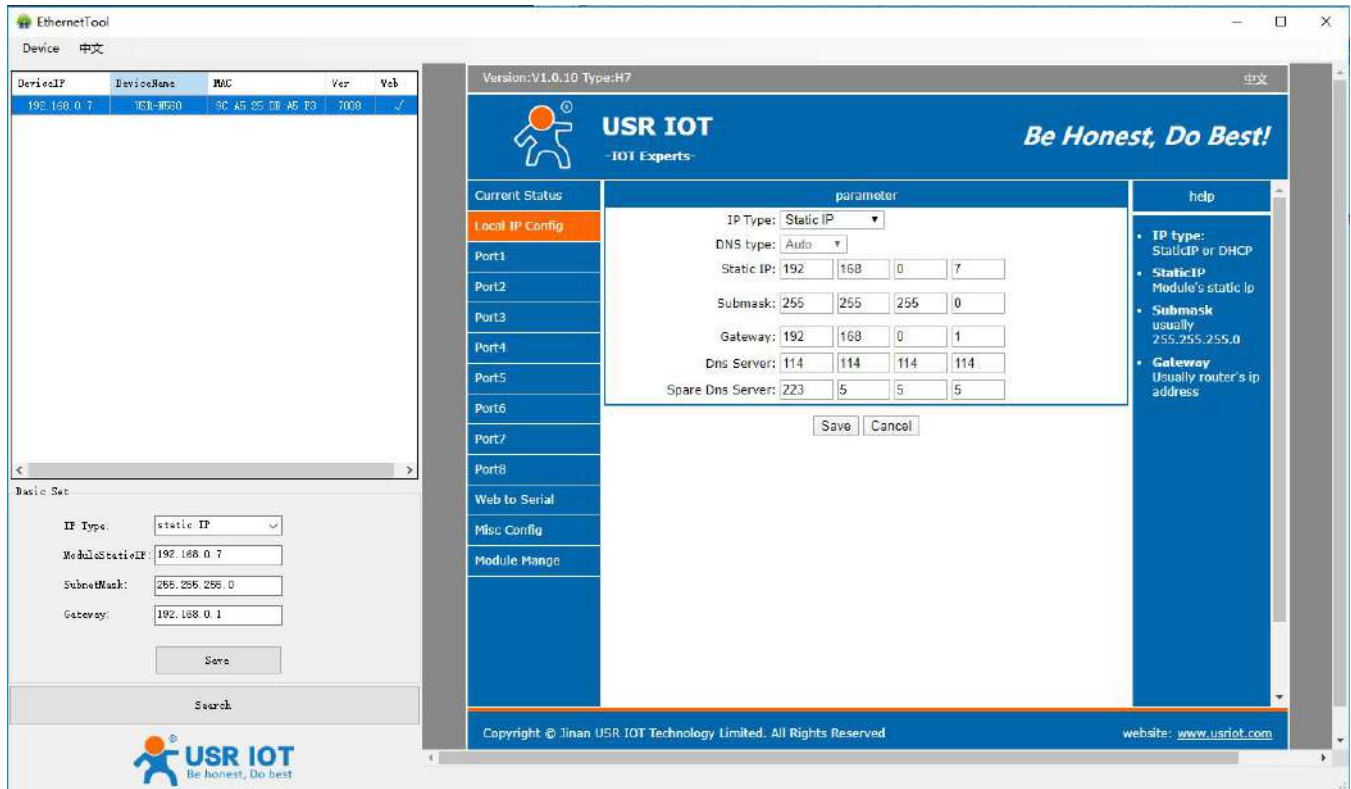 EthernetTool
Device 中文
DeviceIP DeviceName MAC Ver Web
192.168.0.7 USR-N580 9C A5 25 7008 √
Basic Set
IP Type: static IP
ModuleStaticIP: 192.168.0.7
SubnetMask: 255.255.255.0
Gateway: 192.168.0.1
Save
Search
USR IOT
Be honest, Do best
Version:V1.0.10 Type:H7 中文
USR IOT
-IOT Experts-
Be Honest, Do Best!
Current Status
Local IP Config
Port1
Port2
Port3
Port4
Port5
Port6
Port7
Port8
Web to Serial
Misc Config
Module Mange
parameter
IP Type: Static IP
DNS type: Auto
Static IP: 192 168 0 7
Submask: 255 255 255 0
Gateway: 192 168 0 1
Dns Server: 114 114 114 114
Spare Dns Server: 223 5 5 5
Save Cancel
help
• IP type:
StaticIP or DHCP
• StaticIP
Module's static ip
• Submask
usually
255.255.255.0
• Gateway
Usually router's ip
address
Copyright © Jinan USR IOT Technology Limited. All Rights Reserved
website: www.usriot.com